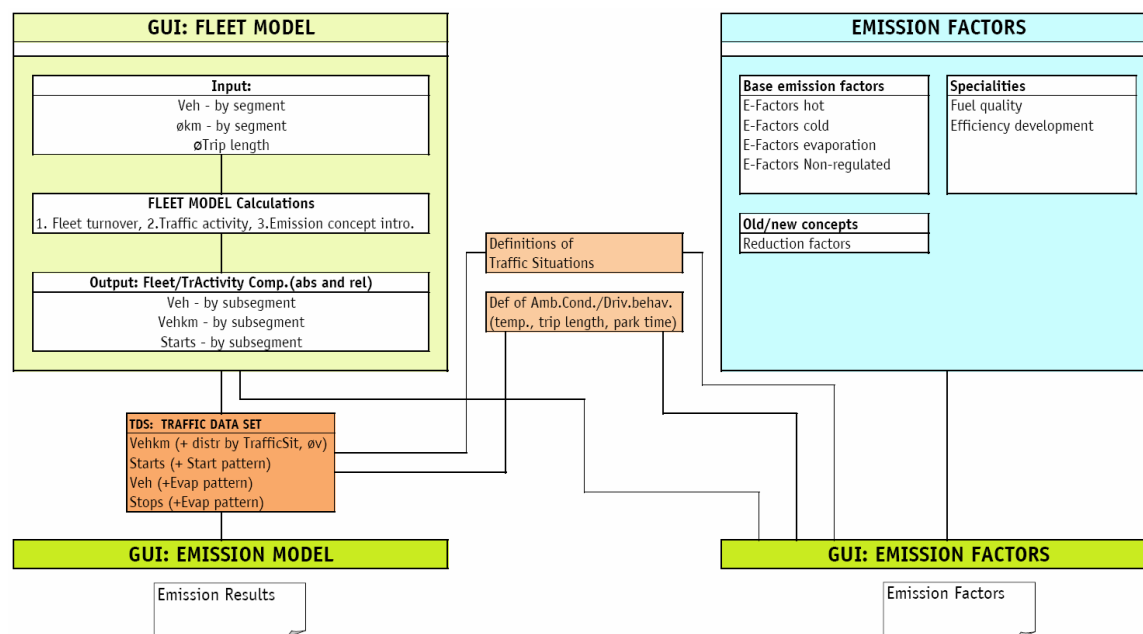 GUI: FLEET MODEL
Input:
Veh - by segment
økm - by segment
øTrip length
FLEET MODEL Calculations
1. Fleet turnover, 2.Traffic activity, 3.Emission concept intro.
Output: Fleet/TrActivity Comp.(abs and rel)
Veh - by subsegment
Vehkm - by subsegment
Starts - by subsegment
TDS: TRAFFIC DATA SET
Vehkm (+ distr by TrafficSit, øv)
Starts (+ Start pattern)
Veh (+Evap pattern)
Stops (+Evap pattern)
GUI: EMISSION MODEL
Emission Results
Definitions of
Traffic Situations
Def of Amb.Cond./Driv.behav.
(temp., trip length, park time)
EMISSION FACTORS
Base emission factors
E-Factors hot
E-Factors cold
E-Factors evaporation
E-Factors Non-regulated
Specialities
Fuel quality
Efficiency development
Old/new concepts
Reduction factors
GUI: EMISSION FACTORS
Emission Factors